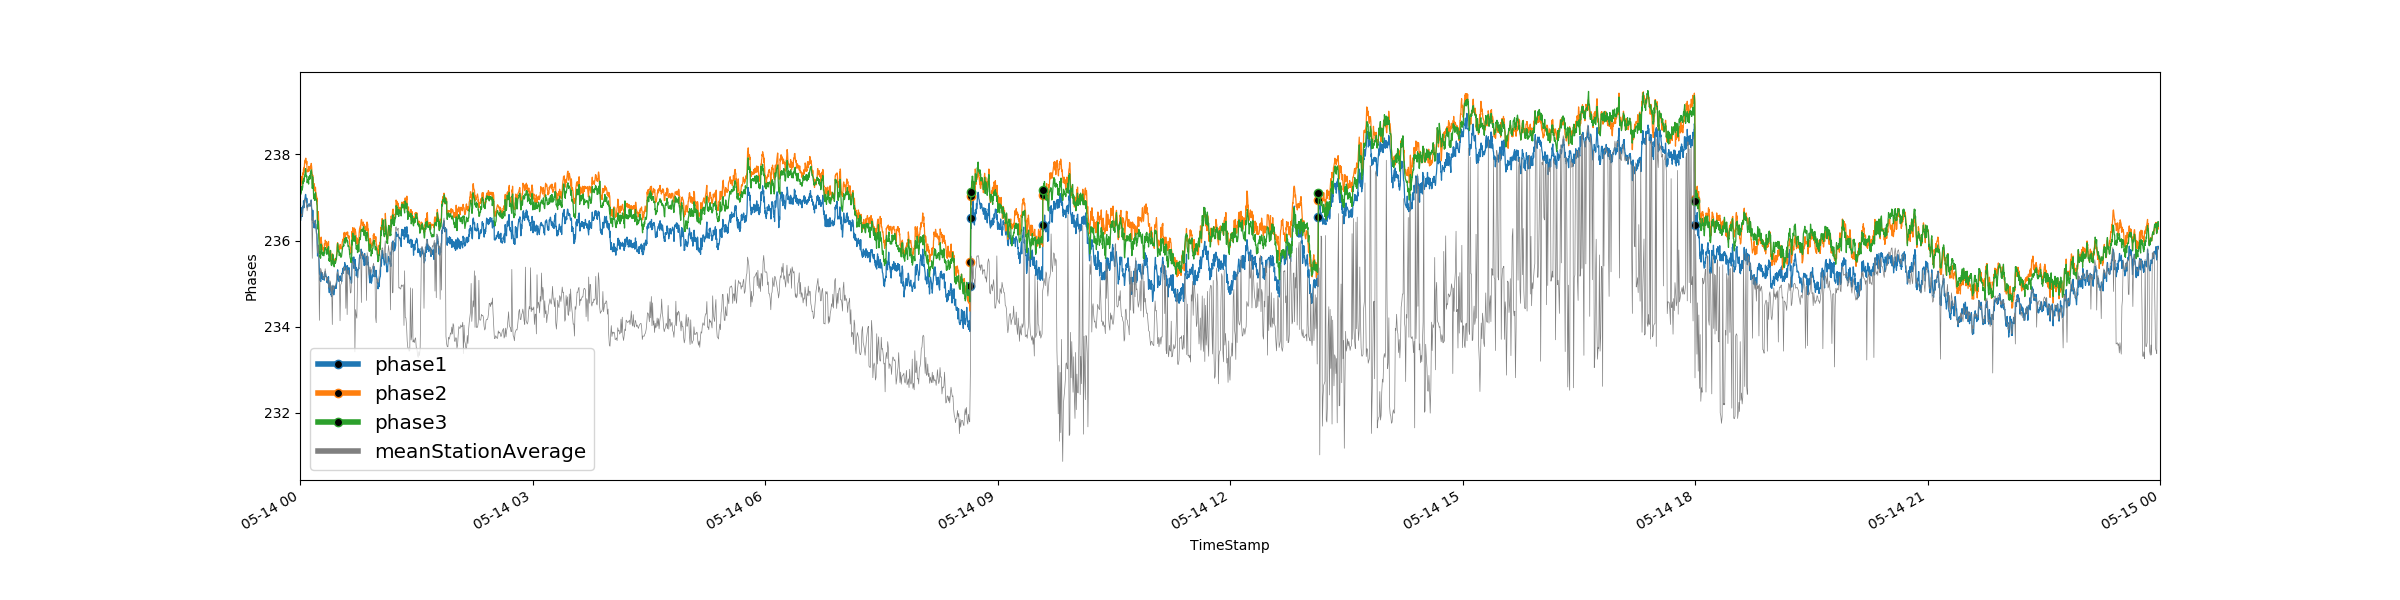 238
236
234
232
Phases
phase1
phase2
phase3
meanStationAverage
05-14 00
05-14 03
05-14 06
05-14 09
05-14 12
05-14 15
05-14 18
05-14 21
05-15 00
TimeStamp